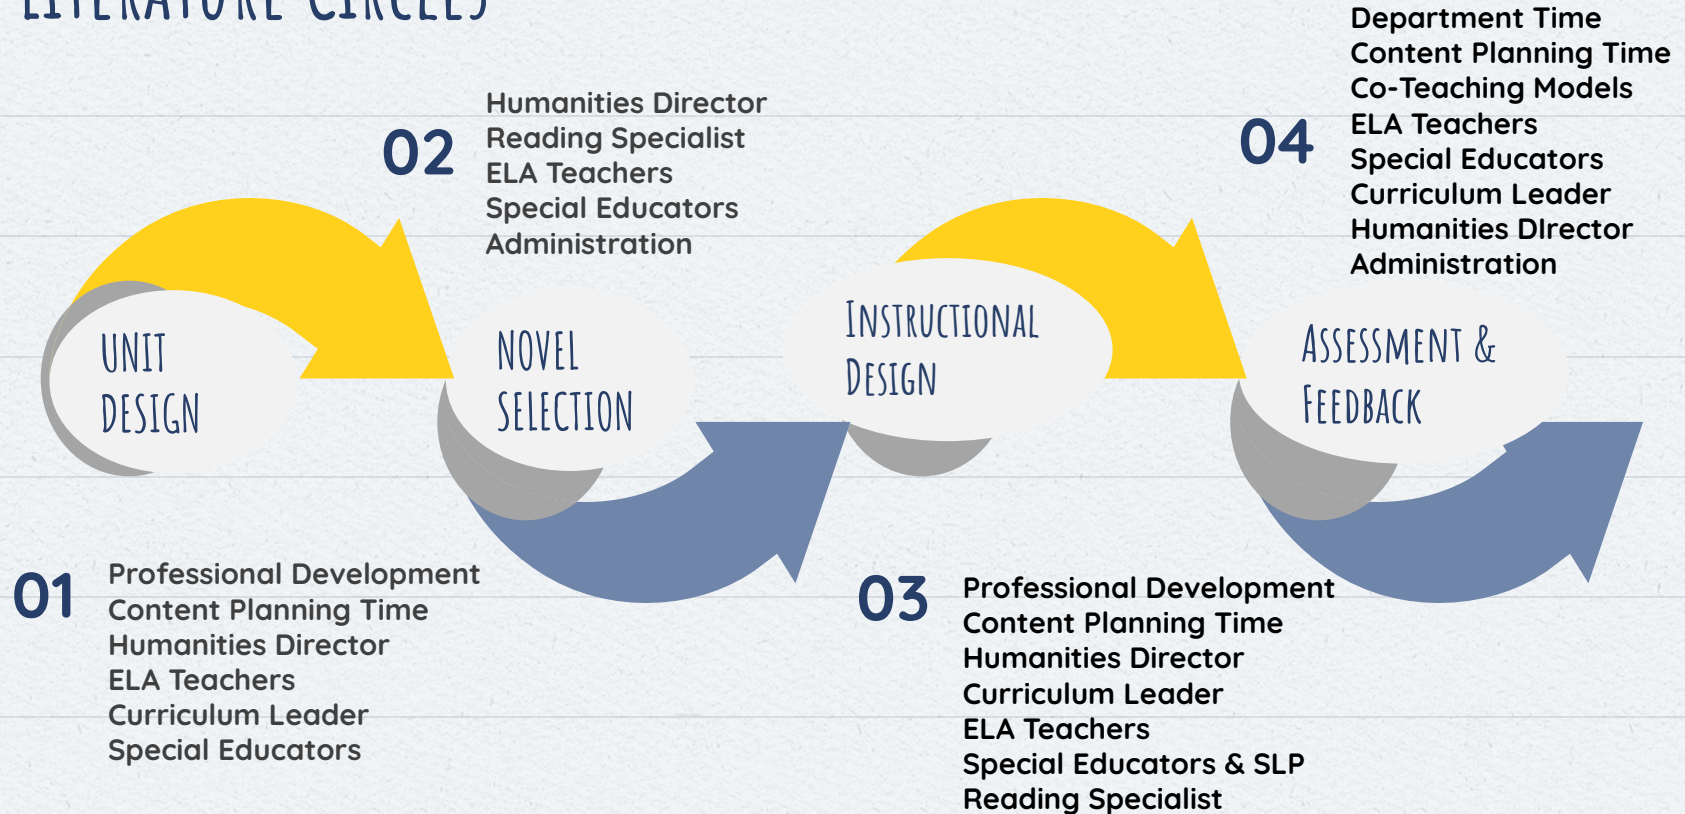 LITERATURE CIRCLES
01
UNIT
DESIGN
Professional Development
Content Planning Time
Humanities Director
ELA Teachers
Curriculum Leader
Special Educators
02
NOVEL
SELECTION
Humanities Director
Reading Specialist
ELA Teachers
Special Educators
Administration
03
Instructional
Design
Professional Development
Content Planning Time
Humanities Director
Curriculum Leader
ELA Teachers
Special Educators & SLP
Reading Specialist
04
Assessment &
Feedback
Department Time
Content Planning Time
Co-Teaching Models
ELA Teachers
Special Educators
Curriculum Leader
Humanities DIrector
Administration